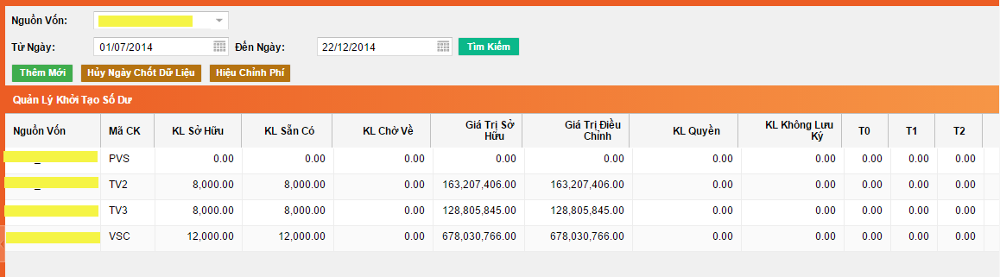 Nguồn Vốn:
Từ Ngày: 01/07/2014 Đến Ngày: 22/12/2014 Tìm Kiếm
Thêm Mới Hủy Ngày Chốt Dữ Liệu Hiệu Chỉnh Phí
Quản Lý Khởi Tạo Số Dư
Nguồn Vốn Mã CK KL Sở Hữu KL Sẵn Có KL Chờ Về Giá Trị Sở Hữu Giá Trị Điều Chỉnh KL Quyền KL Không Lưu Ký T0 T1 T2
PVS 0.00 0.00 0.00 0.00 0.00 0.00 0.00 0.00 0.00 0.00
TV2 8,000.00 8,000.00 0.00 163,207,406.00 163,207,406.00 0.00 0.00 0.00 0.00 0.00
TV3 8,000.00 8,000.00 0.00 128,805,845.00 128,805,845.00 0.00 0.00 0.00 0.00 0.00
VSC 12,000.00 12,000.00 0.00 678,030,766.00 678,030,766.00 0.00 0.00 0.00 0.00 0.00